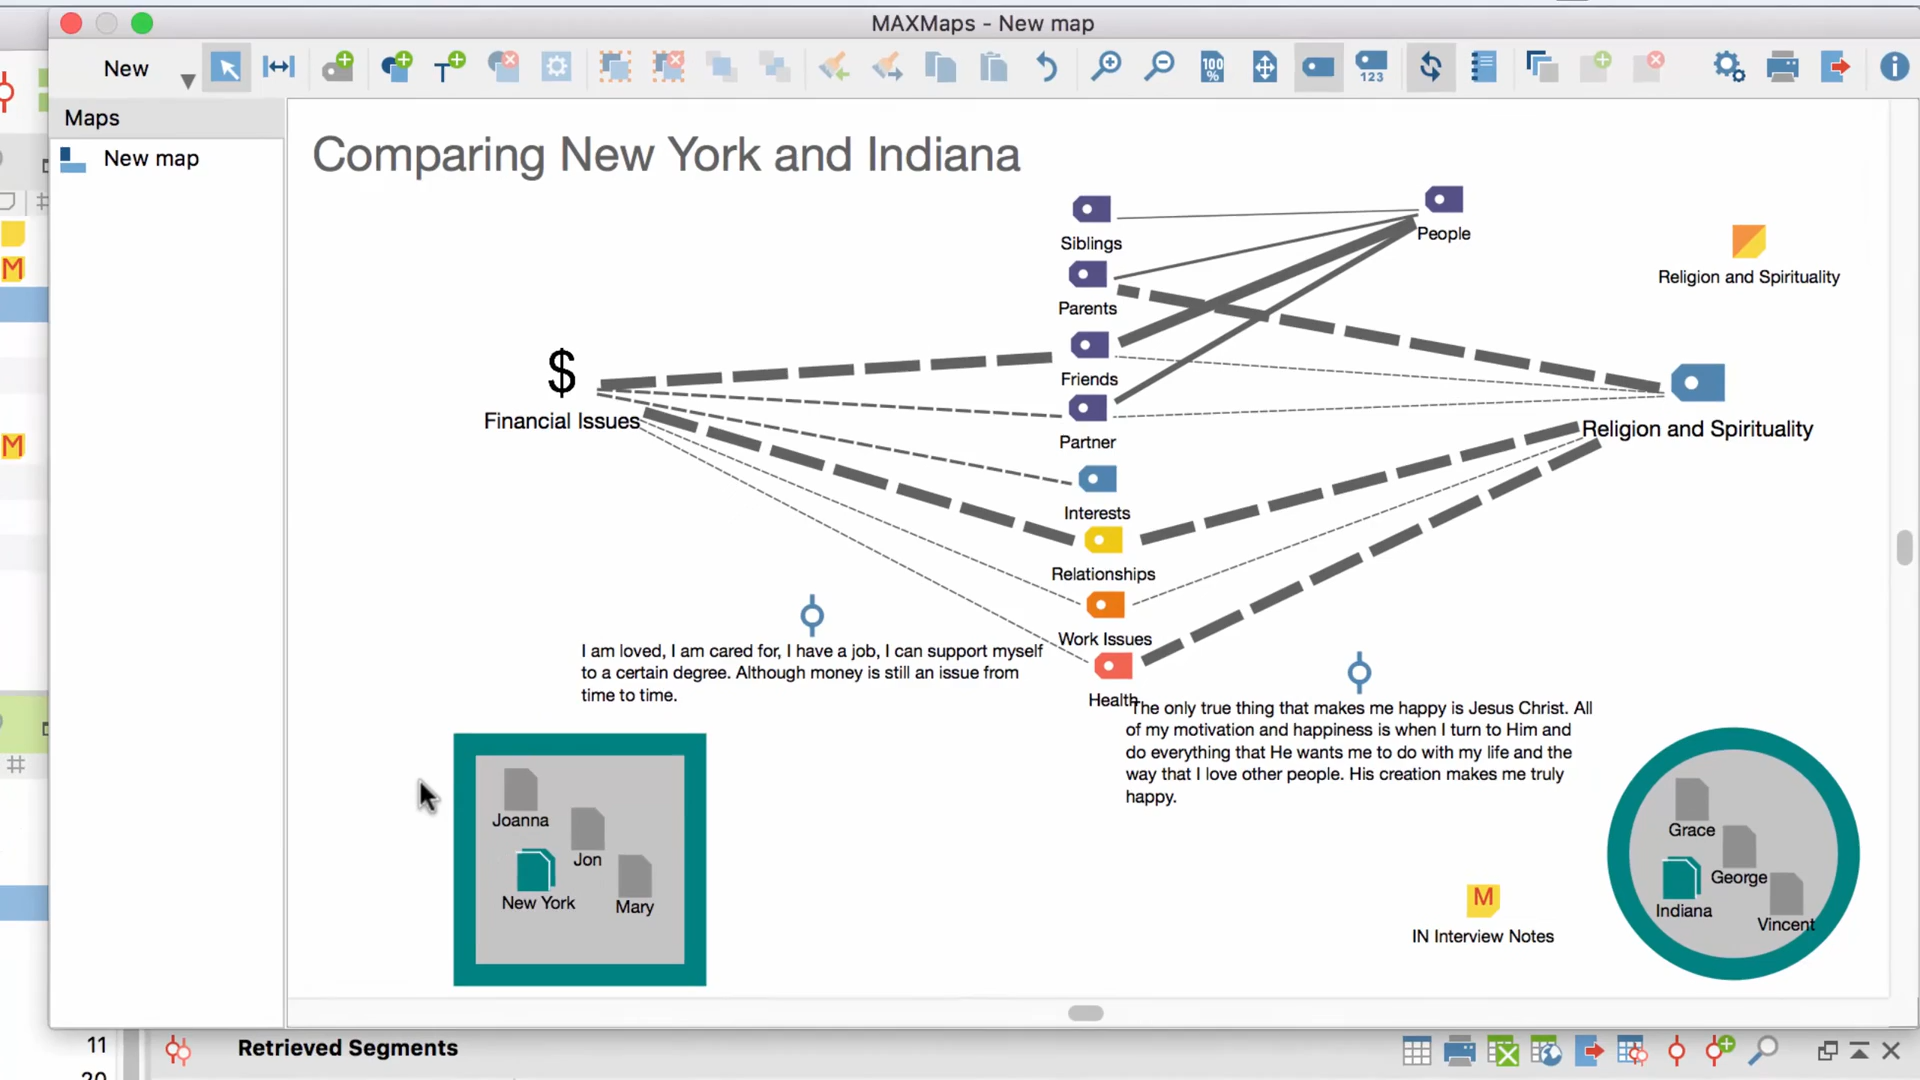 MAXMaps - New map
New
100
%
123
Maps
New map
Comparing New York and Indiana
Siblings
People
Religion and Spirituality
Parents
Friends
$
Financial Issues
Partner
Religion and Spirituality
Interests
Relationships
Work Issues
I am loved, I am cared for, I have a job, I can support myself
to a certain degree. Although money is still an issue from
time to time.
Health
The only true thing that makes me happy is Jesus Christ. All
of my motivation and happiness is when I turn to Him and
do everything that He wants me to do with my life and the
way that I love other people. His creation makes me truly
happy.
Joanna
Jon
New York
Mary
Grace
George
Indiana
Vincent
M
IN Interview Notes
M
M
#
#
11
20
Retrieved Segments